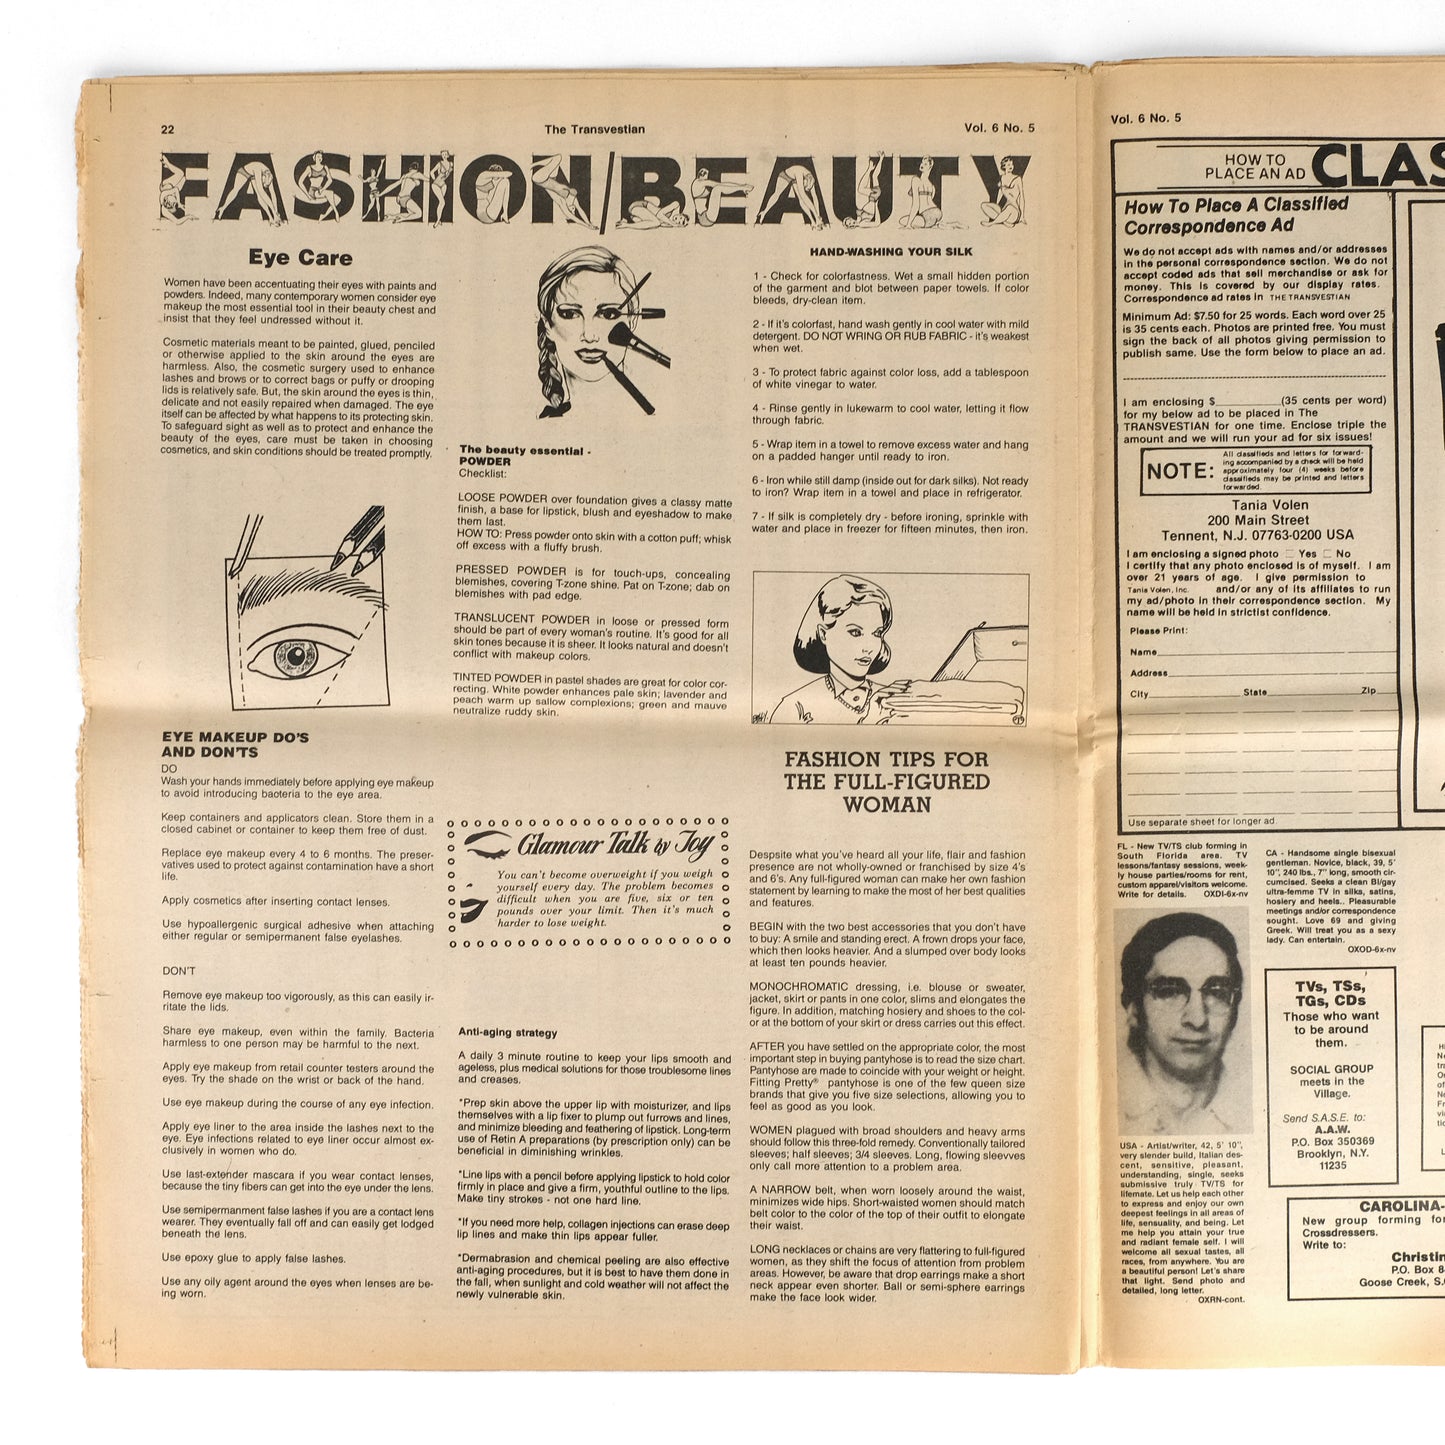 22
The Transvestian
Vol. 6 No. 5
FASHION/BEAUTY
Eye Care
Women have been accentuating their eyes with paints and
powders. Indeed, many contemporary women consider eye
makeup the most essential tool in their beauty chest and
insist that they feel undressed without it.
Cosmetic materials meant to be painted, glued, penciled
or otherwise applied to the skin around the eyes are
harmless. Also, the cosmetic surgery used to enhance
lashes and brows or to correct bags or puffy or drooping
lids is relatively safe. But, the skin around the eyes is thin,
delicate and not easily repaired when damaged. The eye
itself can be affected by what happens to its protecting skin.
To safeguard sight as well as to protect and enhance the
beauty of the eyes, care must be taken in choosing
cosmetics, and skin conditions should be treated promptly.
EYE MAKEUP DO'S
AND DON'TS
DO
Wash your hands immediately before applying eye makeup
to avoid introducing bacteria to the eye area.
Keep containers and applicators clean. Store them in a
closed cabinet or container to keep them free of dust.
Replace eye makeup every 4 to 6 months. The preser-
vatives used to protect against contamination have a short
life.
Apply cosmetics after inserting contact lenses.
Use hypoallergenic surgical adhesive when attaching
either regular or semipermanent false eyelashes.
DON'T
Remove eye makeup too vigorously, as this can easily ir-
ritate the lids.
Share eye makeup, even within the family. Bacteria
harmless to one person may be harmful to the next.
Apply eye makeup from retail counter testers around the
eyes. Try the shade on the wrist or back of the hand.
Use eye makeup during the course of any eye infection.
Apply eye liner to the area inside the lashes next to the
eye. Eye infections related to eye liner occur almost ex-
clusively in women who do.
Use last-extender mascara if you wear contact lenses,
because the tiny fibers can get into the eye under the lens.
Use semipermanment false lashes if you are a contact lens
wearer. They eventually fall off and can easily get lodged
beneath the lens.
Use epoxy glue to apply false lashes.
Use any oily agent around the eyes when lenses are be-
ing worn.
The beauty essential -
POWDER
Checklist:
LOOSE POWDER over foundation gives a classy matte
finish, a base for lipstick, blush and eyeshadow to make
them last.
HOW TO: Press powder onto skin with a cotton puff; whisk
off excess with a fluffy brush.
PRESSED POWDER is for touch-ups, concealing
blemishes, covering T-zone shine. Pat on T-zone; dab on
blemishes with pad edge.
TRANSLUCENT POWDER in loose or pressed form
should be part of every woman's routine. It's good for all
skin tones because it is sheer. It looks natural and doesn't
conflict with makeup colors.
TINTED POWDER in pastel shades are great for color cor-
recting. White powder enhances pale skin; lavender and
peach warm up sallow complexions; green and mauve
neutralize ruddy skin.
Glamour Talk by Joy
You can't be overweight if you weigh
yourself every day. The problem becomes
difficult when you are five, six or ten
pounds over your limit. Then it's much
harder to lose weight.
Anti-aging strategy
A daily 3 minute routine to keep your lips smooth and
ageless, plus medical solutions for those troublesome lines
and creases.
*Prep skin above the upper lip with moisturizer, and lips
themselves with a lip fixer to plump out furrows and lines,
and minimize bleeding and feathering of lipstick. Long-term
use of Retin A preparations (by prescription only) can be
beneficial in diminishing wrinkles.
*Line lips with a pencil before applying lipstick to hold color
firmly in place and give a firm, youthful outline to the lips.
Make tiny strokes - not one hard line.
*If you need more help, collagen injections can erase deep
lip lines and make thin lips appear fuller.
*Dermabrasion and chemical peeling are also effective
anti-aging procedures, but it is best to have them done in
the fall, when sunlight and cold weather will not affect the
newly vulnerable skin.
HAND-WASHING YOUR SILK
1 - Check for colorfastness. Wet a small hidden portion
of the garment and blot between paper towels. If color
bleeds, dry-clean item.
2 - If it's colorfast, hand wash gently in cool water with mild
detergent. DO NOT WRING OR RUB FABRIC - it's weakest
when wet.
3 - To protect fabric against color loss, add a tablespoon
of white vinegar to water.
4 - Rinse gently in lukewarm to cool water, letting it flow
through fabric.
5 - Wrap item in a towel to remove excess water and hang
on a padded hanger until ready to iron.
6 - Iron while still damp (inside out for dark silks). Not ready
to iron? Wrap item in a towel and place in refrigerator.
7 - If silk is completely dry - before ironing, sprinkle with
water and place in freezer for fifteen minutes, then iron.
FASHION TIPS FOR
THE FULL-FIGURED
WOMAN
Despite what you've heard all your life, flair and fashion
presence are not wholly-owned or franchised by size 4's
and 6's. Any full-figured woman can make her own fashion
statement by learning to make the most of her best qualities
and features.
BEGIN with the two best accessories that you don't have
to buy: A smile and standing erect. A frown drops your face,
which then looks heavier. And a slumped over body looks
at least ten pounds heavier.
MONOCHROMATIC dressing, i.e. blouse or sweater,
jacket, skirt or pants in one color, slims and elongates the
figure. In addition, matching hosiery and shoes to the col-
or at the bottom of your skirt or dress carries out this effect.
AFTER you have settled on the appropriate color, the most
important step in buying pantyhose is to read the size chart.
Pantyhose are made to coincide with your weight or height.
Fitting Pretty® pantyhose is one of the few queen size
brands that give you five size selections, allowing you to
feel as good as you look.
WOMEN plagued with broad shoulders and heavy arms
should follow this three-fold remedy. Conventionally tailored
sleeves; half sleeves; 3/4 sleeves. Long, flowing sleevves
only call more attention to a problem area.
A NARROW belt, when worn loosely around the waist,
minimizes wide hips. Short-waisted women should match
belt color to the color of the top of their outfit to elongate
their waist.
LONG necklaces or chains are very flattering to full-figured
women, as they shift the focus of attention from problem
areas. However, be aware that drop earrings make a short
neck appear even shorter. Ball or semi-sphere earrings
make the face look wider.
Vol. 6 No. 5
HOW TO
PLACE AN AD
CLAS
How To Place A Classified
Correspondence Ad
We do not accept ads with names and/or addresses
in the personal correspondence section. We do not
accept coded ads that sell merchandise or ask for
money. This is covered by our display rates.
Correspondence ad rates in THE TRANSVESTIAN
Minimum Ad: $7.50 for 25 words. Each word over 25
is 35 cents each. Photos are printed free. You must
sign the back of all photos giving permission to
publish same. Use the form below to place an ad.
I am enclosing $ (35 cents per word)
for my below ad to be placed in The
TRANSVESTIAN for one time. Enclose triple the
amount and we will run your ad for six issues!
NOTE:
All classifieds and letters for forward-
ing accompanied by a check will be held
approximately four (4) weeks before
classifieds may be printed and letters
forwarded.
Tania Volen
200 Main Street
Tennent, N.J. 07763-0200 USA
I am enclosing a signed photo Yes No
I certify that any photo enclosed is of myself. I am
over 21 years of age. I give permission to
Tania Volen, Inc. and/or any of its affiliates to run
my ad/photo in their correspondence section. My
name will be held in strictist confidence.
Please Print:
Name
Address
City State Zip
Use separate sheet for longer ad.
FL - New TV/TS club forming in
South Florida area. TV
lessons/fantasy sessions, week-
ly house parties/rooms for rent,
custom apparel/visitors welcome.
Write for details. OXDI-6x-nv
USA - Artist/writer, 42, 5' 10",
very slender build, Italian des-
cent, sensitive, pleasant,
understanding, single, seeks
submissive truly TV/TS for
lifemate. Let us help each other
to express and enjoy our own
deepest feelings in all areas of
life, sensuality, and being. Let
me help you attain your true
and radiant female self. I will
welcome all sexual tastes, all
races, from anywhere. You are
a beautiful person! Let's share
that light. Send photo and
detailed, long letter.
OXRN-cont.
CA - Handsome single bisexual
gentleman. Novice, black, 39, 5'
10", 240 lbs., 7" long, smooth cir-
cumcised. Seeks a clean Bi/gay
ultra-femme TV in silks, satins,
hosiery and heels.. Pleasurable
meetings and/or correspondence
sought. Love 69 and giving
Greek. Will treat you as a sexy
lady. Can entertain.
OXOD-6x-nv
TVs, TSs,
TGs, CDs
Those who want
to be around
them.
SOCIAL GROUP
meets in the
Village.
Send S.A.S.E. to:
A.A.W.
P.O. Box 350369
Brooklyn, N.Y.
11235
CAROLINA-
New group forming for
Crossdressers.
Write to:
Christin
P.O. Box 8
Goose Creek, S.